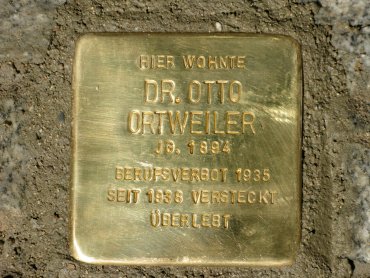 HIER WOHNTE
DR. OTTO
ORTWEILER
JG. 1894
BERUFSVERBOT 1935
SEIT 1938 VERSTECKT
ÜBERLEBT